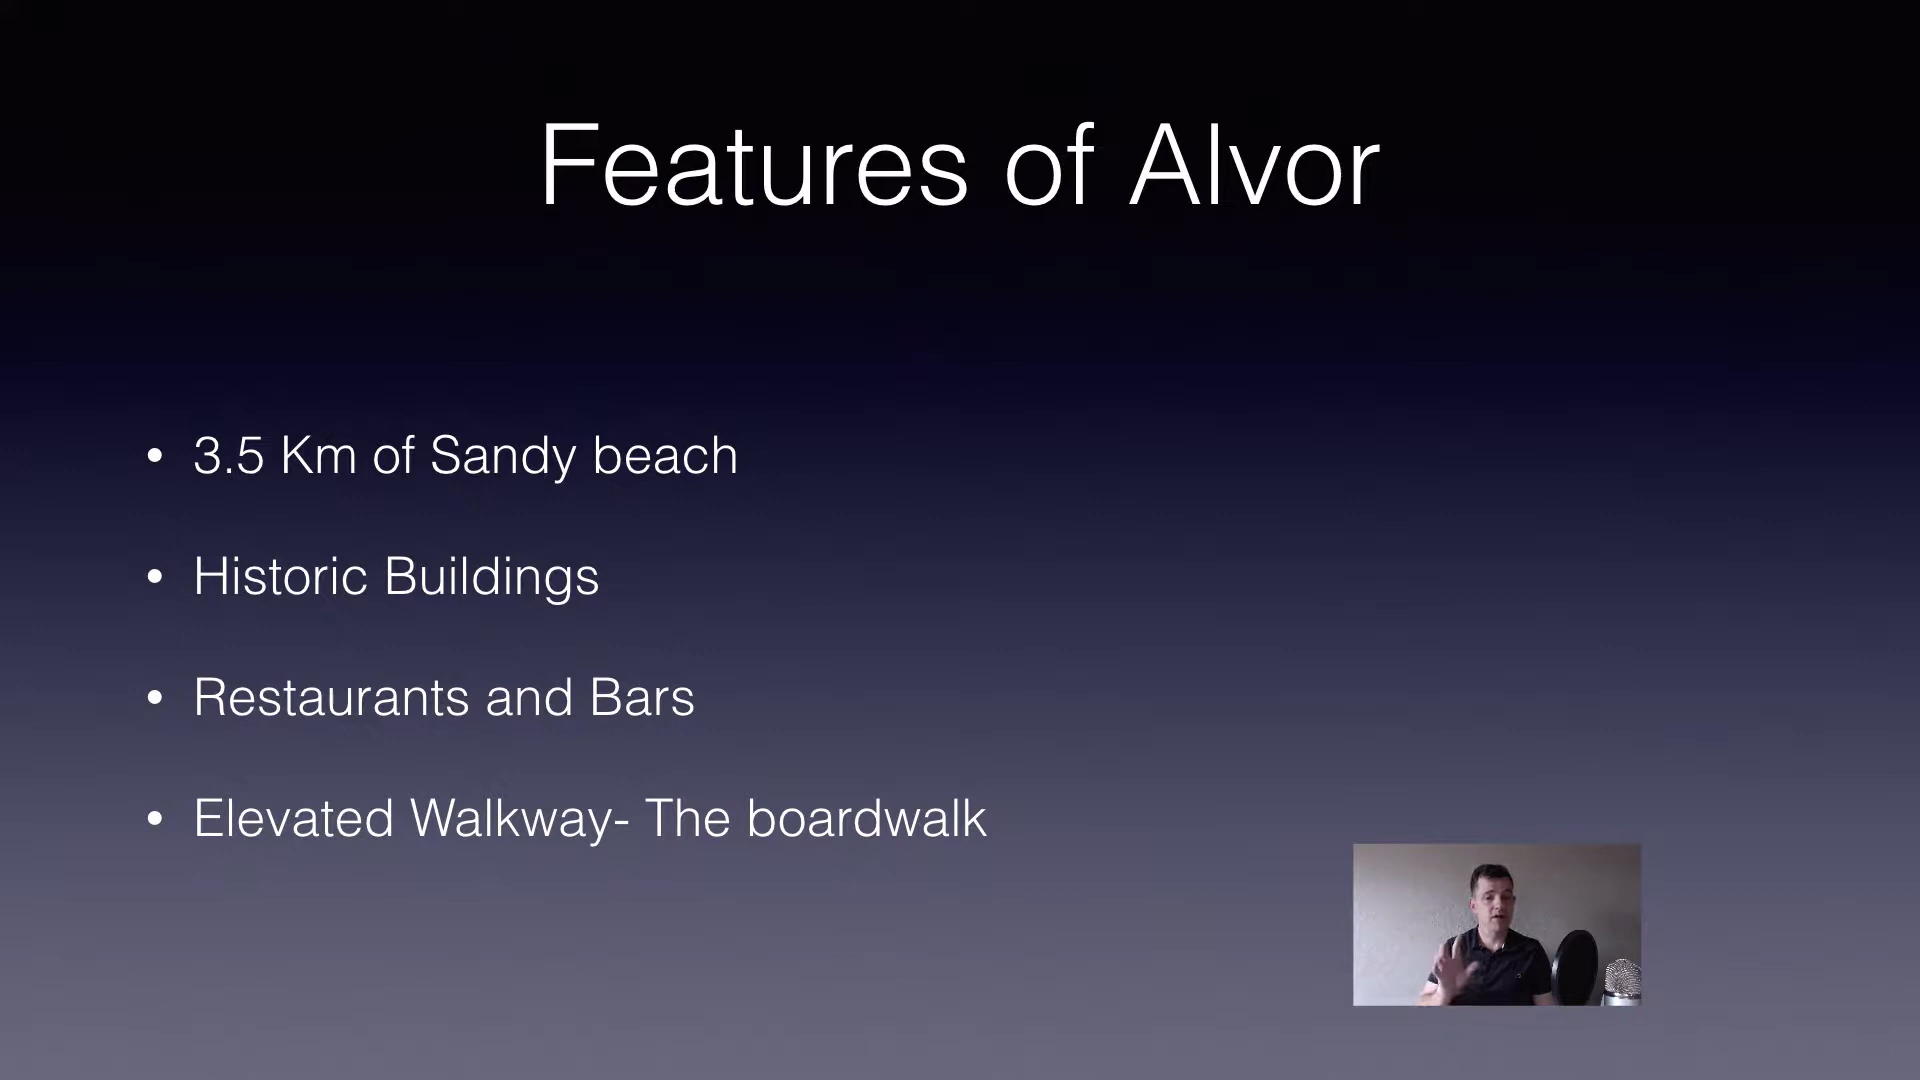 Features of Alvor
• 3.5 Km of Sandy beach
• Historic Buildings
• Restaurants and Bars
• Elevated Walkway- The boardwalk